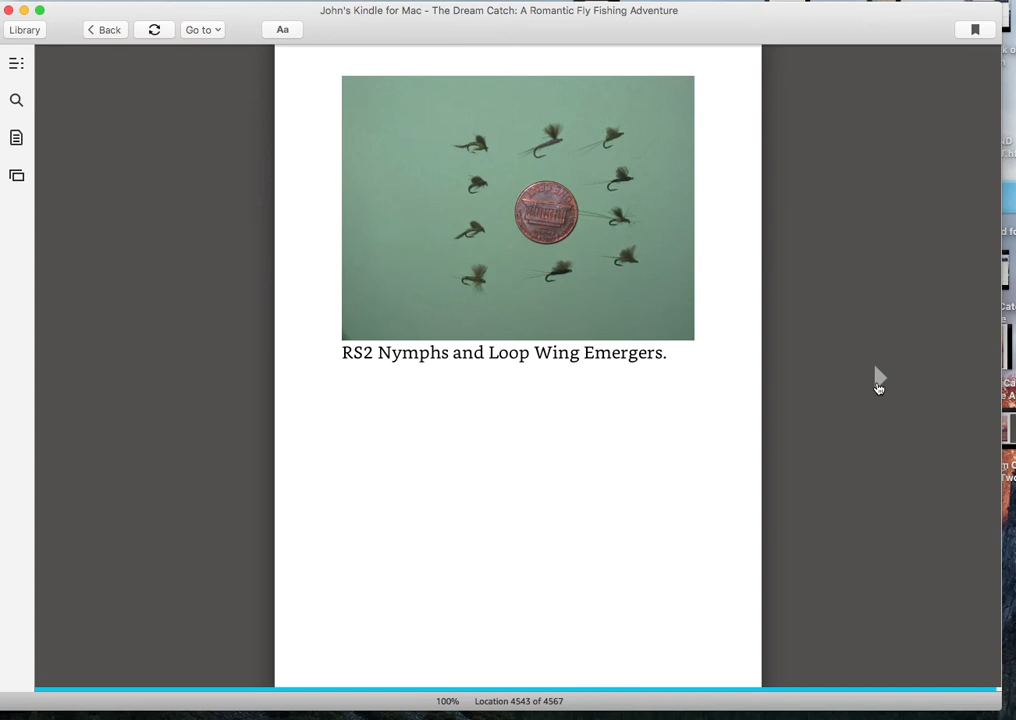 John's Kindle for Mac - The Dream Catch: A Romantic Fly Fishing Adventure
Library
Back
Go to
Aa
RS2 Nymphs and Loop Wing Emergers.
100% Location 4543 of 4567